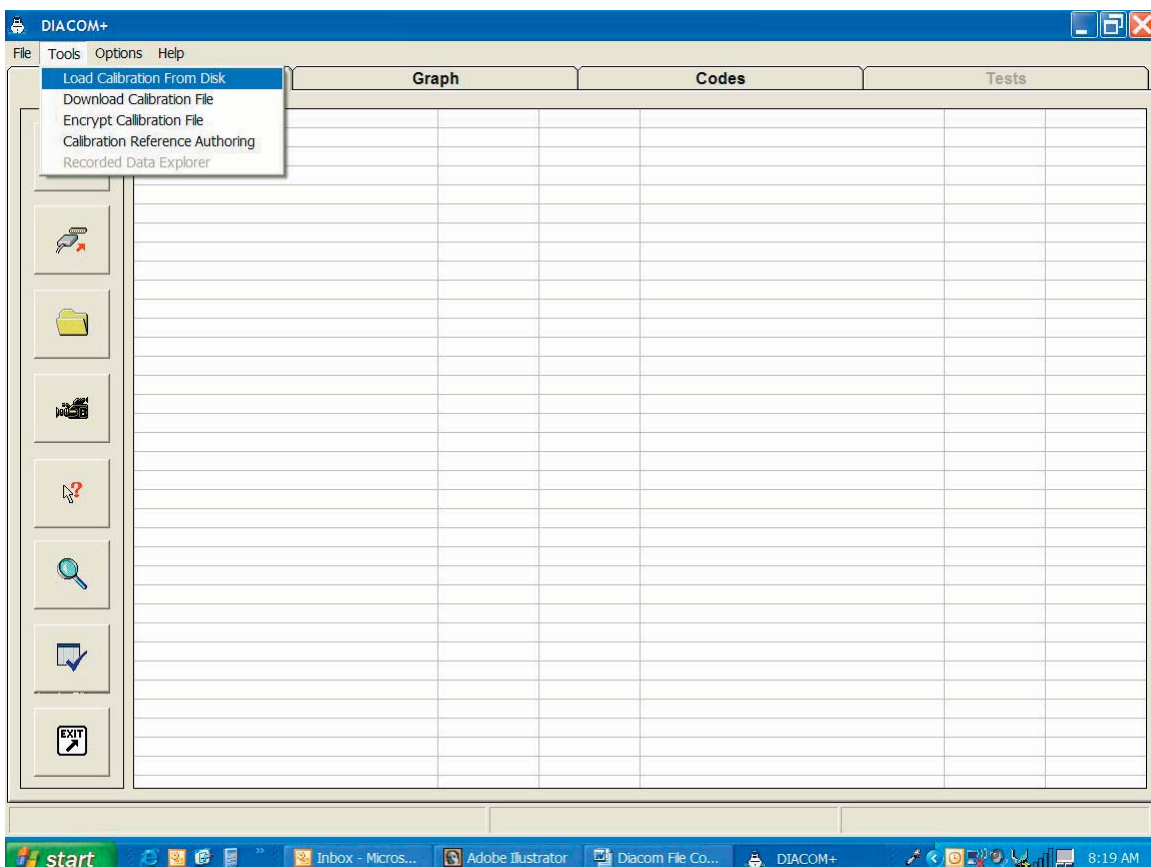 DIACOM+
File Tools Options Help
Load Calibration From Disk
Graph
Codes
Tests
Download Calibration File
Encrypt Calibration File
Calibration Reference Authoring
Recorded Data Explorer
EXIT
start
Inbox - Micros...
Adobe Illustrator
Diacom File Co...
DIACOM+
8:19 AM